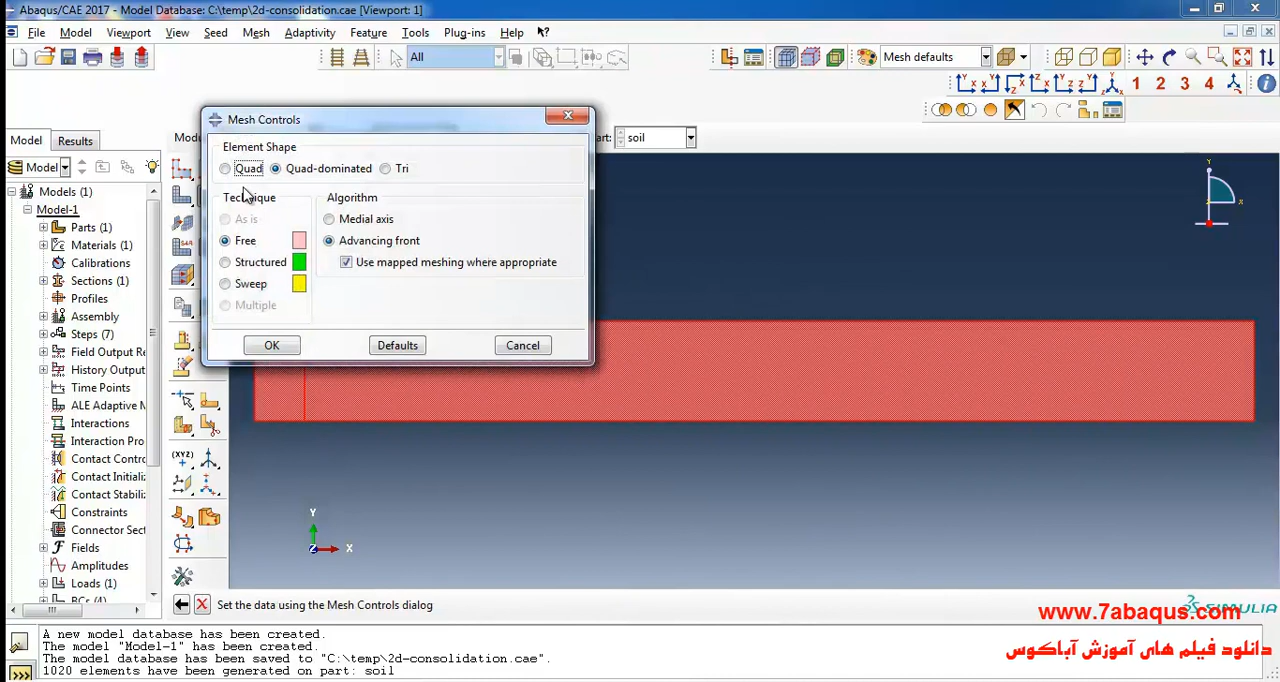 Abaqus/CAE 2017 - Model Database: C:\temp\2d-consolidation.cae [Viewport: 1]
File Model Viewport View Seed Mesh Adaptivity Feature Tools Plug-ins Help
All
Mesh defaults
1 2 3 4
Model Results
Modu
rt: soil
Model
Models (1)
Model-1
Parts (1)
Materials (1)
Calibrations
Sections (1)
Profiles
Assembly
Steps (7)
Field Output Re
History Output
Time Points
ALE Adaptive M
Interactions
Interaction Pro
Contact Contro
Contact Initializ
Contact Stabiliz
Constraints
Connector Sect
Fields
Amplitudes
Loads (1)
BCs (4)
Mesh Controls
Element Shape
Quad Quad-dominated Tri
Technique
As is
Free
Structured
Sweep
Multiple
Algorithm
Medial axis
Advancing front
Use mapped meshing where appropriate
OK Defaults Cancel
Y
X
Y
Z
X
Set the data using the Mesh Controls dialog
SIMULIA
www.7abaqus.com
دانلود فیلم های آموزش آباکوس
A new model database has been created.
The model "Model-1" has been created.
The model database has been saved to "C:\temp\2d-consolidation.cae".
1020 elements have been generated on part: soil